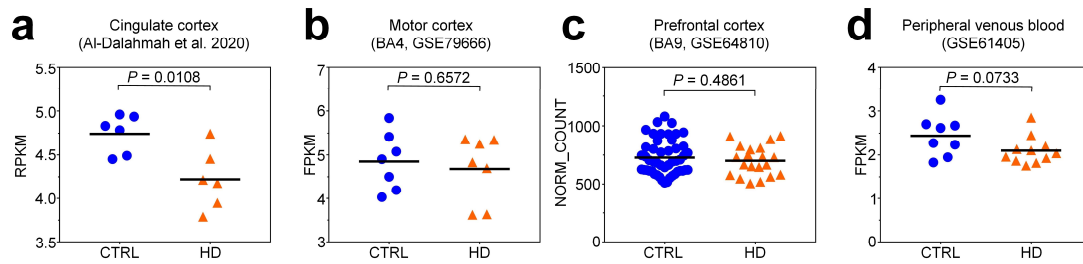 a
Cingulate cortex
(Al-Dalahmah et al. 2020)
5.5
5.0
4.5
4.0
3.5
RPKM
P = 0.0108
CTRL HD
b
Motor cortex
(BA4, GSE79666)
7
6
5
4
3
FPKM
P = 0.6572
CTRL HD
c
Prefrontal cortex
(BA9, GSE64810)
1500
1000
750
500
0
NORM_COUNT
P = 0.4861
CTRL HD
d
Peripheral venous blood
(GSE61405)
4
3
2
1
0
FPKM
P = 0.0733
CTRL HD